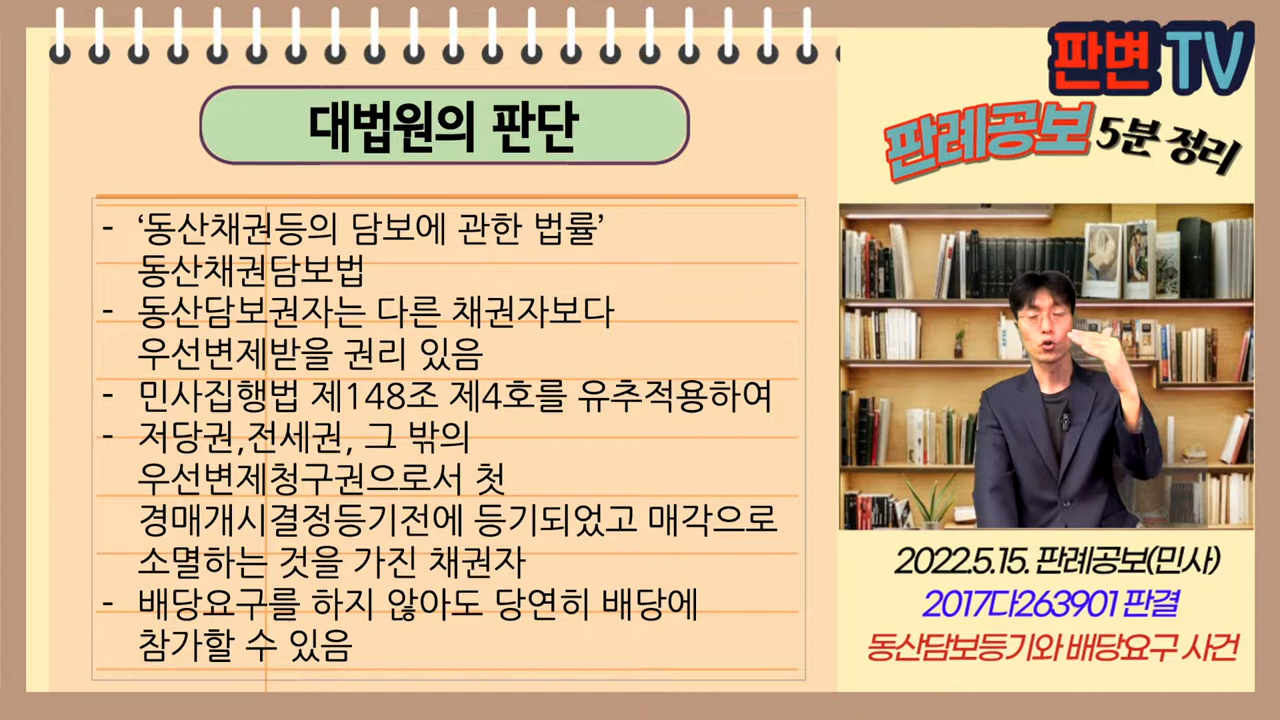 판변 TV
판례공보 5분 정리
대법원의 판단
- ‘동산채권등의 담보에 관한 법률’
동산채권담보법
- 동산담보권자는 다른 채권자보다
우선변제받을 권리 있음
- 민사집행법 제148조 제4호를 유추적용하여
- 저당권,전세권, 그 밖의
우선변제청구권으로서 첫
경매개시결정등기전에 등기되었고 매각으로
소멸하는 것을 가진 채권자
- 배당요구를 하지 않아도 당연히 배당에
참가할 수 있음
2022.5.15. 판례공보(민사)
2017다263901 판결
동산담보등기와 배당요구 사건